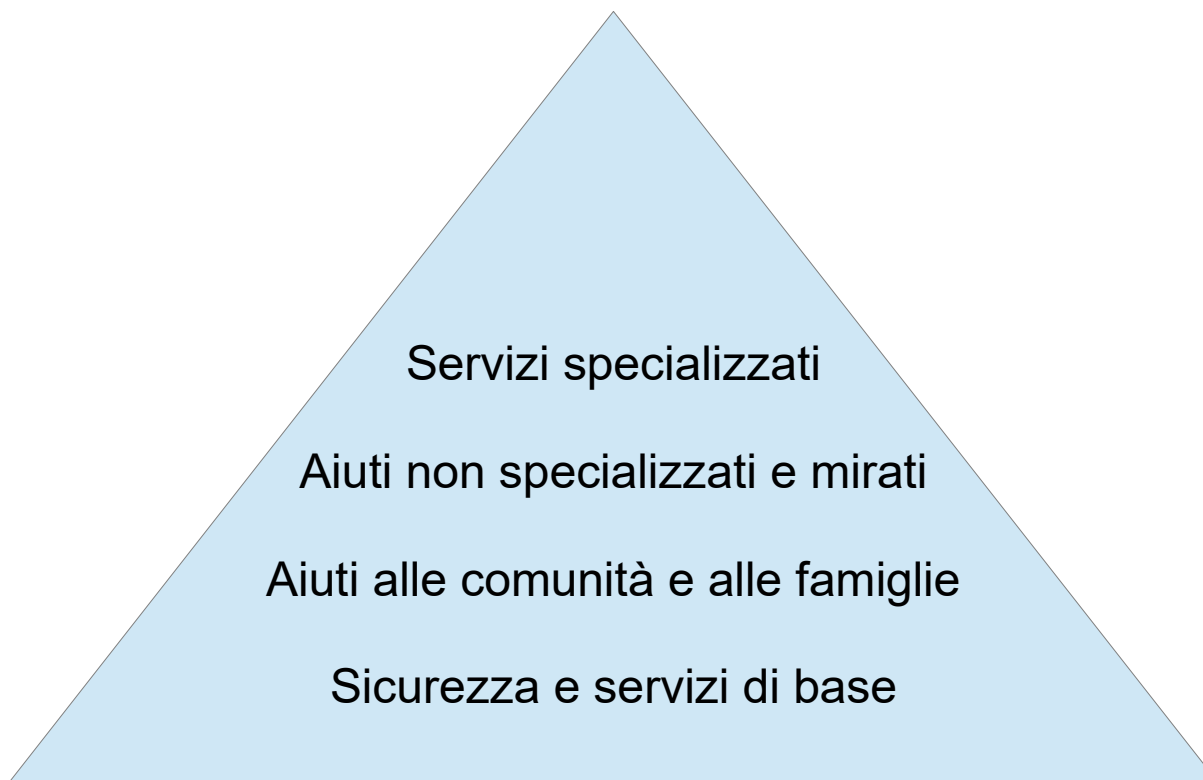 Servizi specializzati
Aiuti non specializzati e mirati
Aiuti alle comunità e alle famiglie
Sicurezza e servizi di base